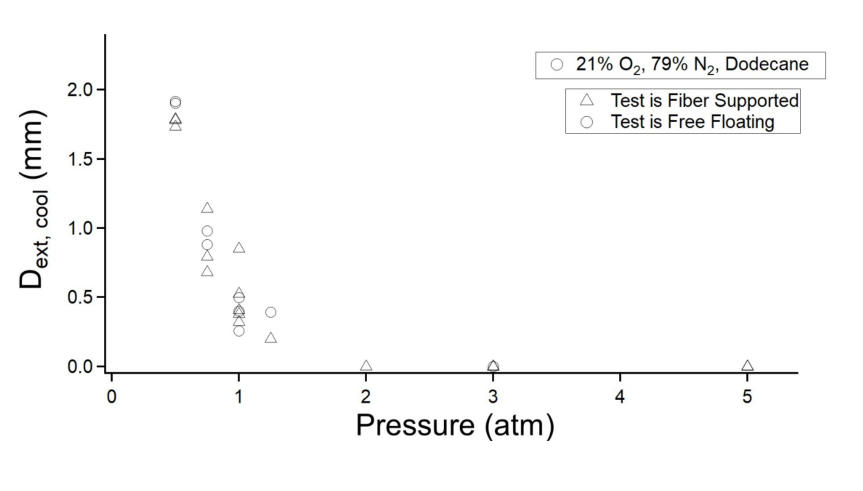 21% O2, 79% N2, Dodecane
Test is Fiber Supported
Test is Free Floating
Dext, cool (mm)
2.0
1.5
1.0
0.5
0.0
0 1 2 3 4 5
Pressure (atm)